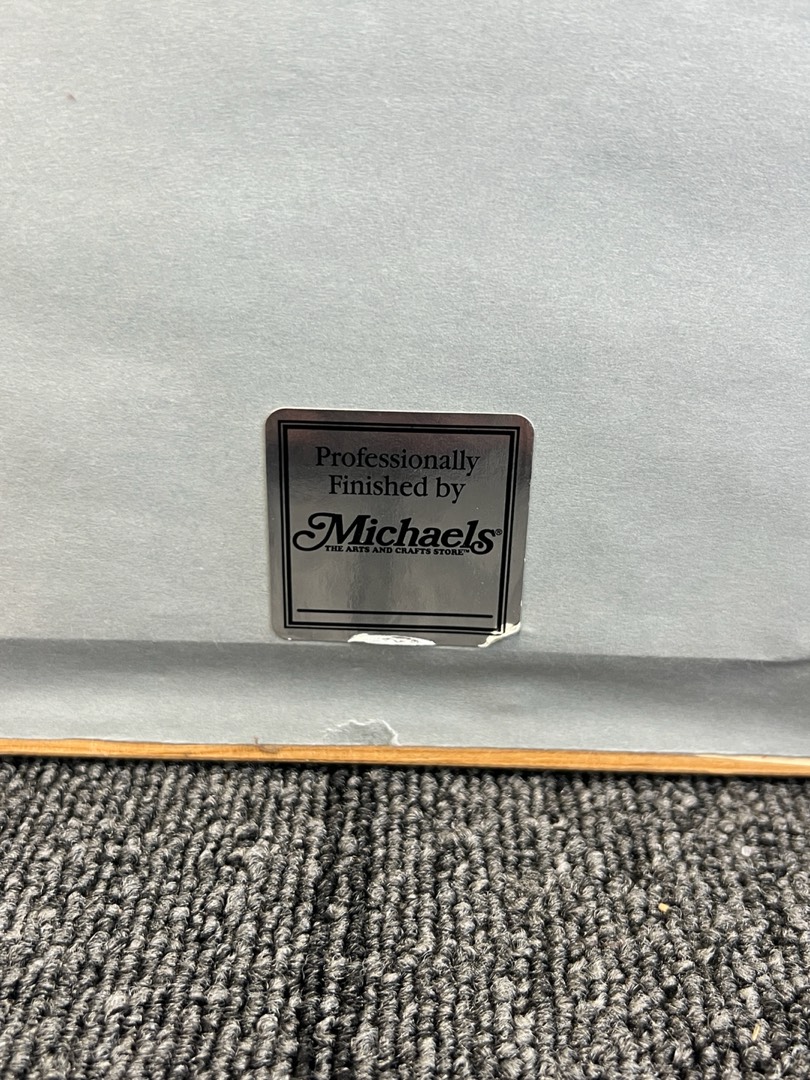 Professionally
Finished by
Michaels®
THE ARTS AND CRAFTS STORE™